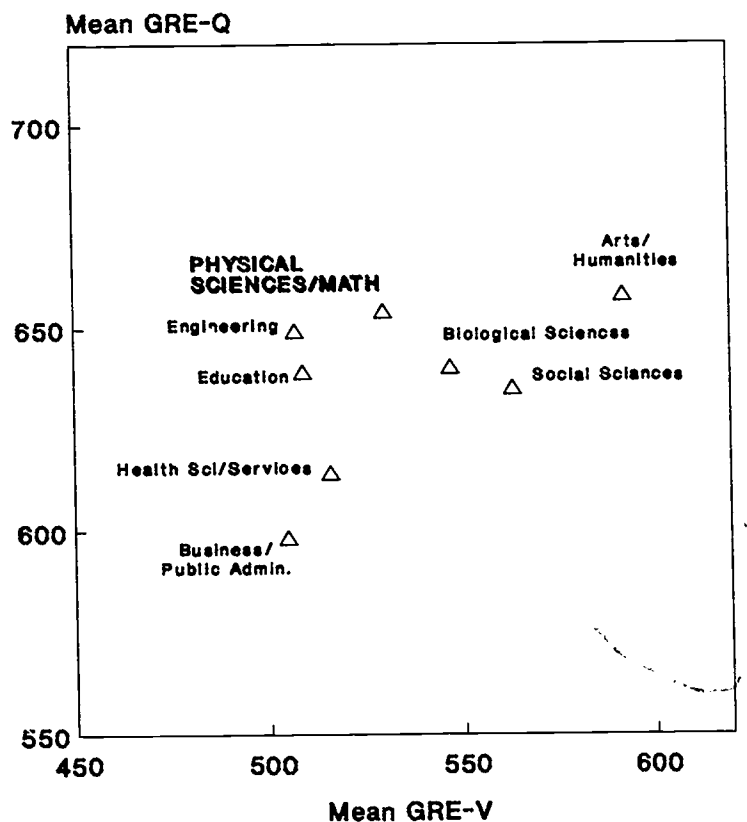 Mean GRE-Q
700
Arts/
Humanities
PHYSICAL
SCIENCES/MATH
Engineering
650
Biological Sciences
Education
Social Sciances
Health Sci/Services
600
Business/
Public Admin.
550
450
500
550
600
Mean GRE-V